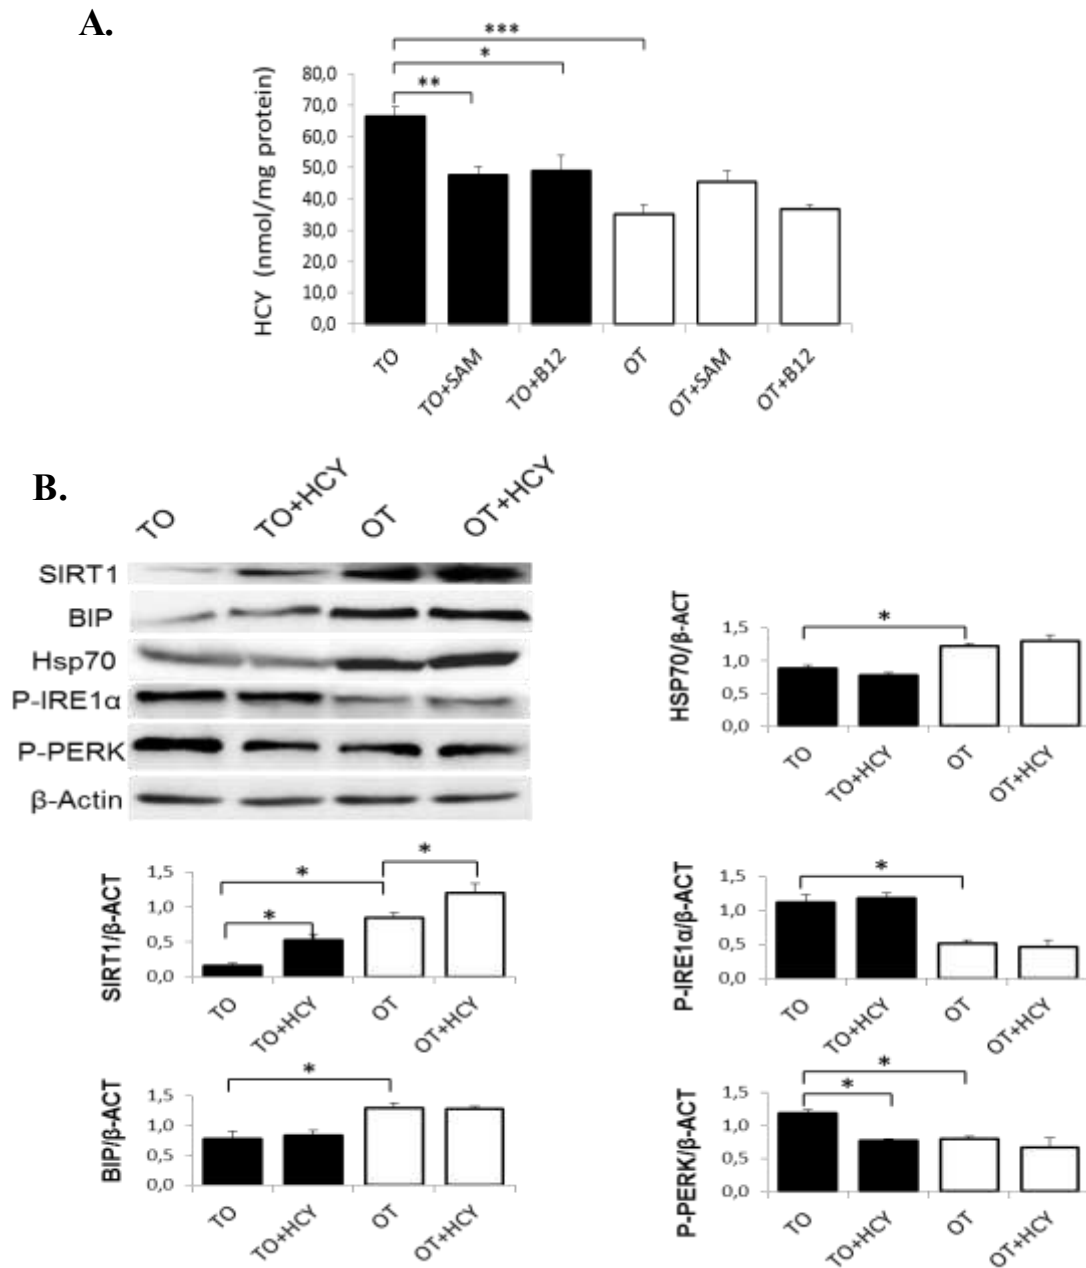 A.
***
*
**
HCY (nmol/mg protein)
80,0
70,0
60,0
50,0
40,0
30,0
20,0
10,0
0,0
TO
TO+SAM
TO+B12
OT
OT+SAM
OT+B12
B.
TO
TO+HCY
OT
OT+HCY
SIRT1
BIP
Hsp70
P-IRE1α
P-PERK
β-Actin
HSP70/β-ACT
*
1,5
1,0
0,5
0,0
TO
TO+HCY
OT
OT+HCY
SIRT1/β-ACT
*
*
*
1,5
1,0
0,5
0,0
TO
TO+HCY
OT
OT+HCY
P-IRE1α/β-ACT
*
1,5
1,0
0,5
0,0
TO
TO+HCY
OT
OT+HCY
BIP/β-ACT
*
1,5
1,0
0,5
0,0
TO
TO+HCY
OT
OT+HCY
P-PERK/β-ACT
*
*
1,5
1,0
0,5
0,0
TO
TO+HCY
OT
OT+HCY